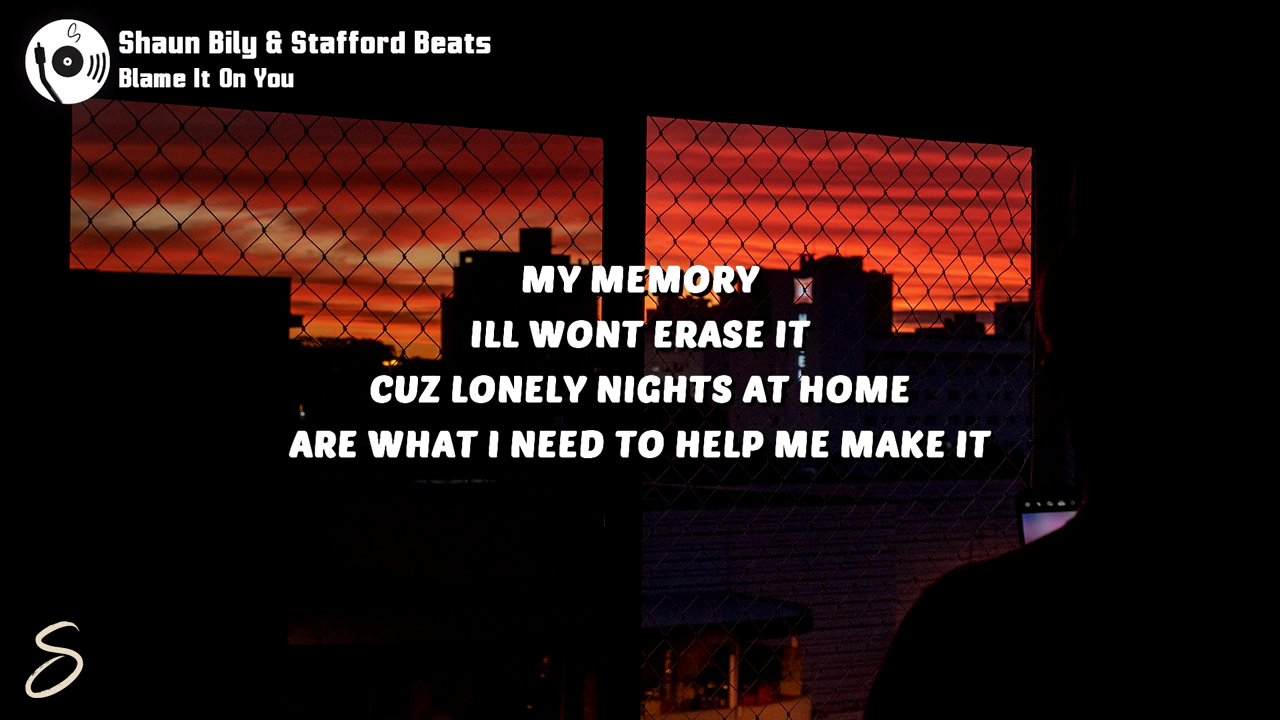 Shaun Bily & Stafford Beats
Blame It On You
MY MEMORY
ILL WONT ERASE IT
CUZ LONELY NIGHTS AT HOME
ARE WHAT I NEED TO HELP ME MAKE IT
S